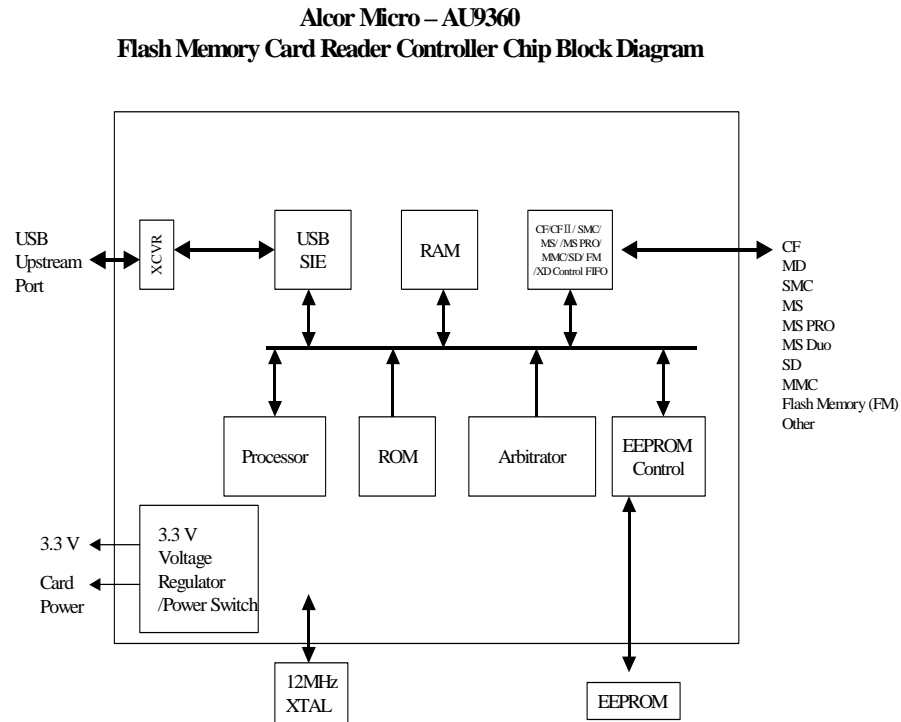 Alcor Micro – AU9360
Flash Memory Card Reader Controller Chip Block Diagram
USB
Upstream
Port
XCVR
USB
SIE
RAM
CF/CFⅡ/ SMC/
MS/ /MS PRO/
MMC/SD/ FM
/XD Control FIFO
CF
MD
SMC
MS
MS PRO
MS Duo
SD
MMC
Flash Memory (FM)
Other
Processor
ROM
Arbitrator
EEPROM
Control
3.3 V
Card
Power
3.3 V
Voltage
Regulator
/Power Switch
12MHz
XTAL
EEPROM